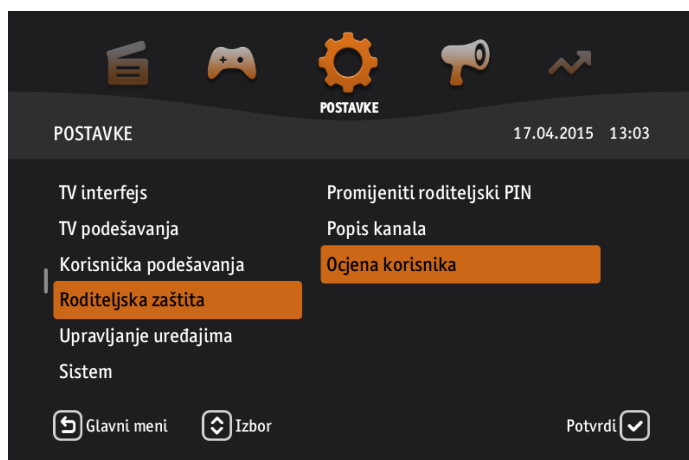 POSTAVKE
POSTAVKE 17.04.2015 13:03
TV interfejs
TV podešavanja
Korisnička podešavanja
Roditeljska zaštita
Upravljanje uređajima
Sistem
Promijeniti roditeljski PIN
Popis kanala
Ocjena korisnika
Glavni meni Izbor Potvrdi